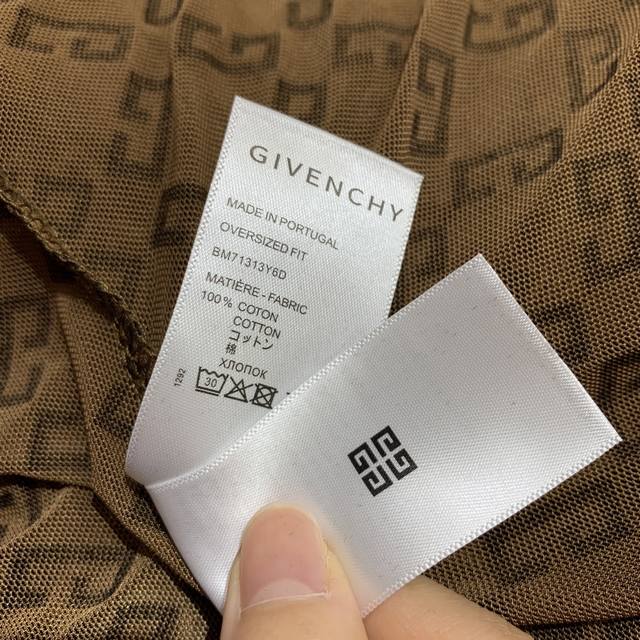 GIVENCHY
MADE IN PORTUGAL
OVERSIZED FIT
BM71313Y6D
MATIÈRE - FABRIC
100% COTON
COTTON
コットン
棉
ХЛОПОК
30
1292